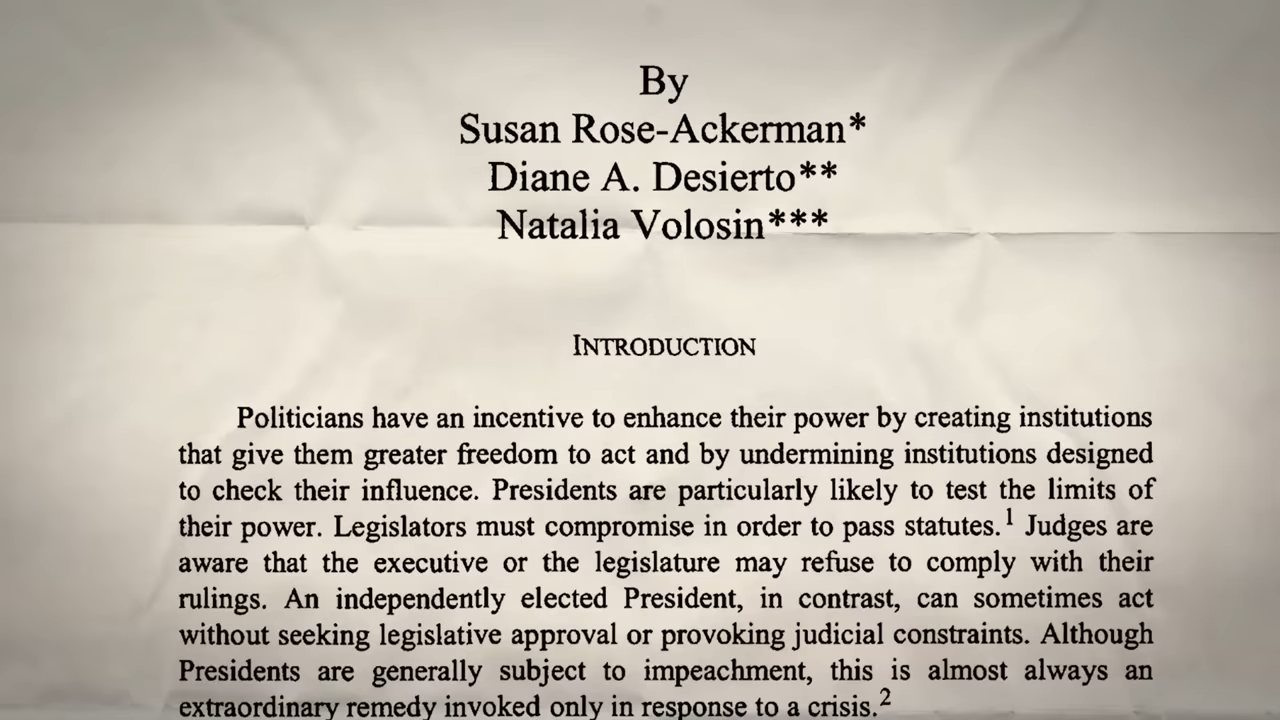 By
Susan Rose-Ackerman*
Diane A. Desierto**
Natalia Volosin***
INTRODUCTION
Politicians have an incentive to enhance their power by creating institutions
that give them greater freedom to act and by undermining institutions designed
to check their influence. Presidents are particularly likely to test the limits of
their power. Legislators must compromise in order to pass statutes.1 Judges are
aware that the executive or the legislature may refuse to comply with their
rulings. An independently elected President, in contrast, can sometimes act
without seeking legislative approval or provoking judicial constraints. Although
Presidents are generally subject to impeachment, this is almost always an
extraordinary remedy invoked only in response to a crisis.2